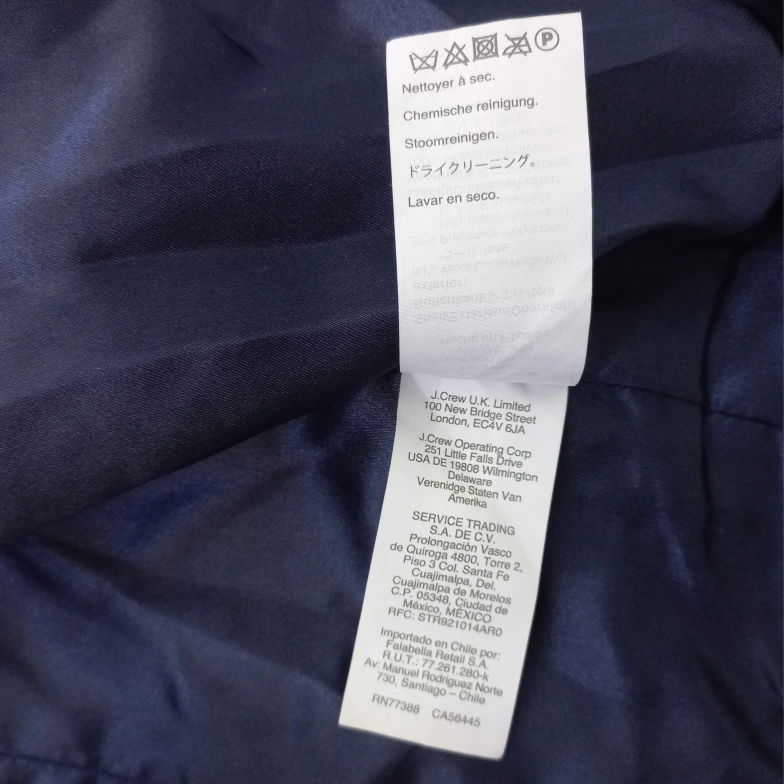 P
Nettoyer à sec.
Chemische reinigung.
Stoomreinigen.
ドライクリーニング。
Lavar en seco.
J.Crew U.K. Limited
100 New Bridge Street
London, EC4V 6JA
J.Crew Operating Corp
251 Little Falls Drive
USA DE 19808 Wilmington
Delaware
Verenidge Staten Van
Amerika
SERVICE TRADING
S.A. DE C.V.
Prolongación Vasco
de Quiroga 4800, Torre 2,
Piso 3 Col. Santa Fe
Cuajimalpa, Del.
Cuajimalpa de Morelos
C.P. 05348, Ciudad de
México, MÉXICO
RFC: STR921014AR0
Importado en Chile por:
Falabella Retail S.A.
R.U.T.: 77.261.280-k
Av: Manuel Rodriguez Norte
730, Santiago – Chile
RN77388 CA56445